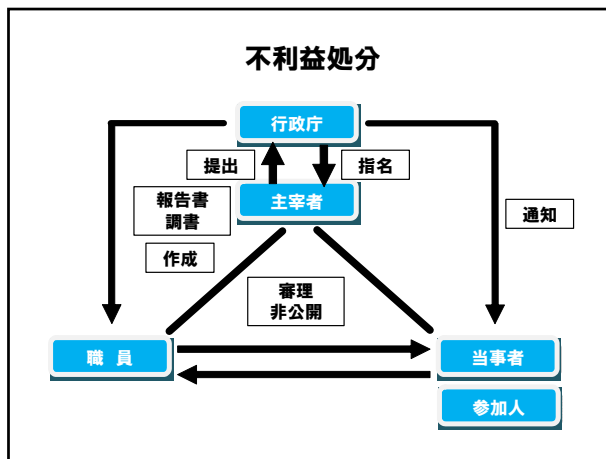 不利益処分
行政庁
提出
指名
報告書
調書
主宰者
作成
通知
審理
非公開
職 員
当事者
参加人